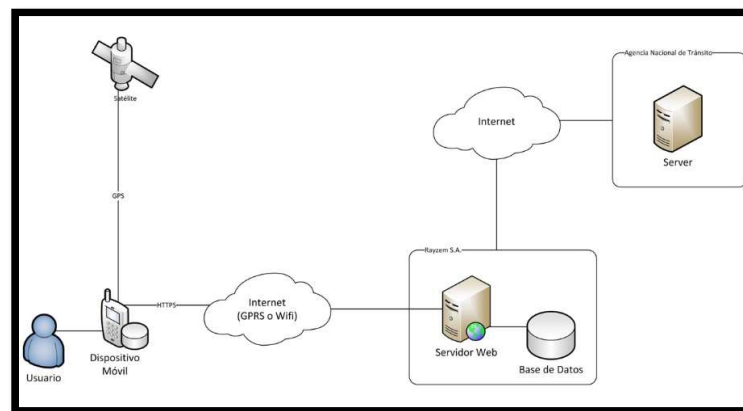 Agencia Nacional de Tránsito
Satélite
Internet
Server
GPS
Rayzem S.A.
HTTPS
Internet
(GPRS o Wifi)
Servidor Web
Dispositivo
Móvil
Base de Datos
Usuario